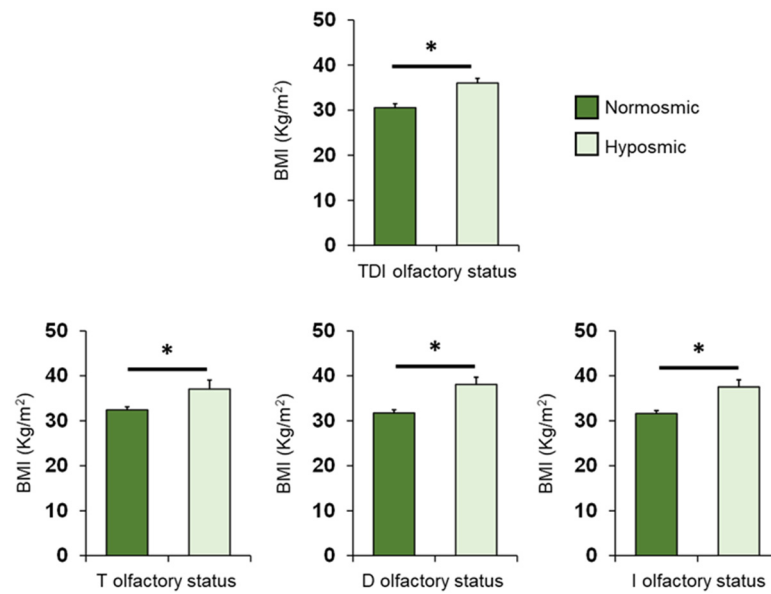 50
*
40
30
20
10
0
BMI (Kg/m²)
TDI olfactory status
Normosmic
Hyposmic
50
*
40
30
20
10
0
BMI (Kg/m²)
T olfactory status
50
*
40
30
20
10
0
BMI (Kg/m²)
D olfactory status
50
*
40
30
20
10
0
BMI (Kg/m²)
I olfactory status